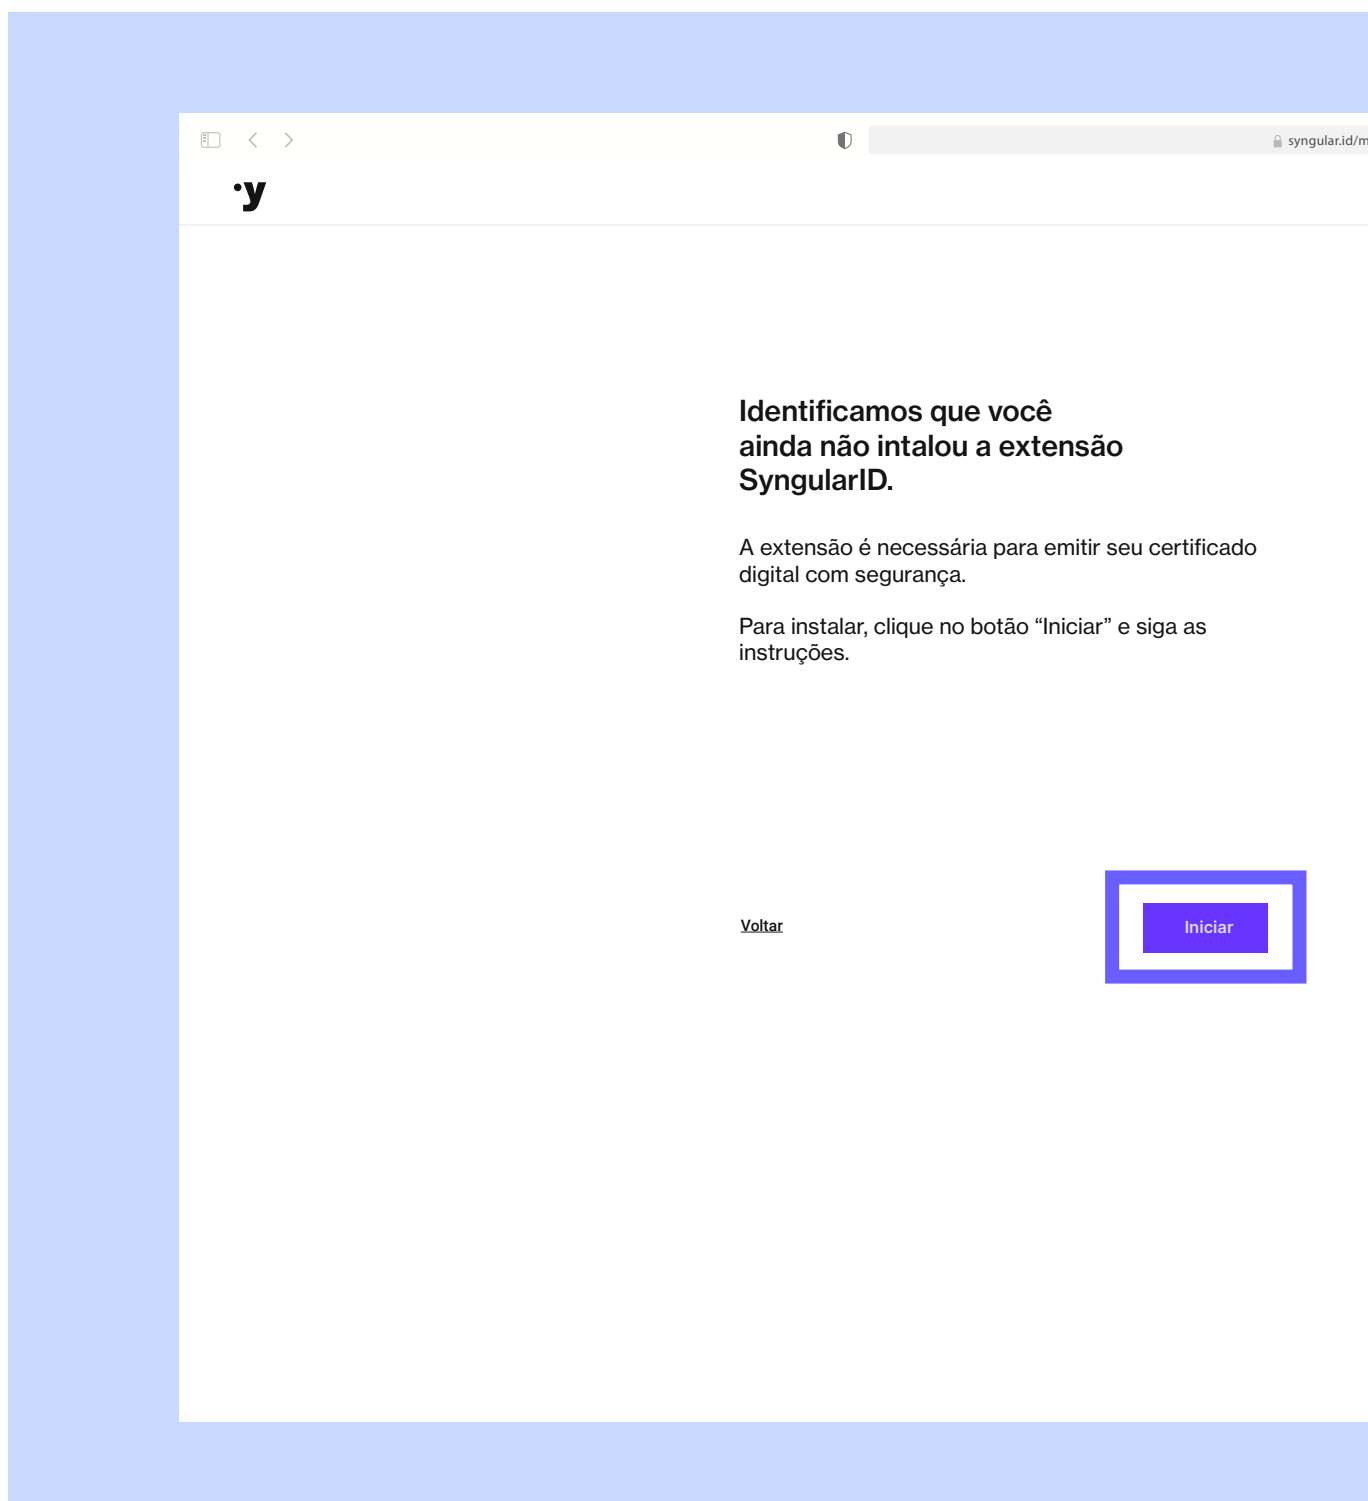 syngular.id/m
·y
Identificamos que você
ainda não intalou a extensão
SyngularID.
A extensão é necessária para emitir seu certificado
digital com segurança.
Para instalar, clique no botão “Iniciar” e siga as
instruções.
Voltar
Iniciar